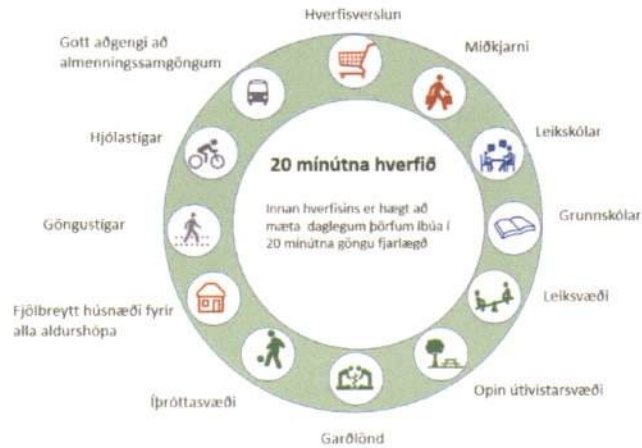 Hverfisverslun
Miðkjarni
Leikskólar
Grunnskólar
Leiksvæði
Opin útivistarsvæði
Garðlönd
Íþróttasvæði
Fjölbreytt húsnæði fyrir
alla aldurshópa
Göngustígar
Hjólastígar
Gott aðgengi að
almenningssamgöngum
20 mínútna hverfið
Innan hverfisins er hægt að
mæta daglegum þörfum íbúa í
20 mínútna göngu fjarlægð